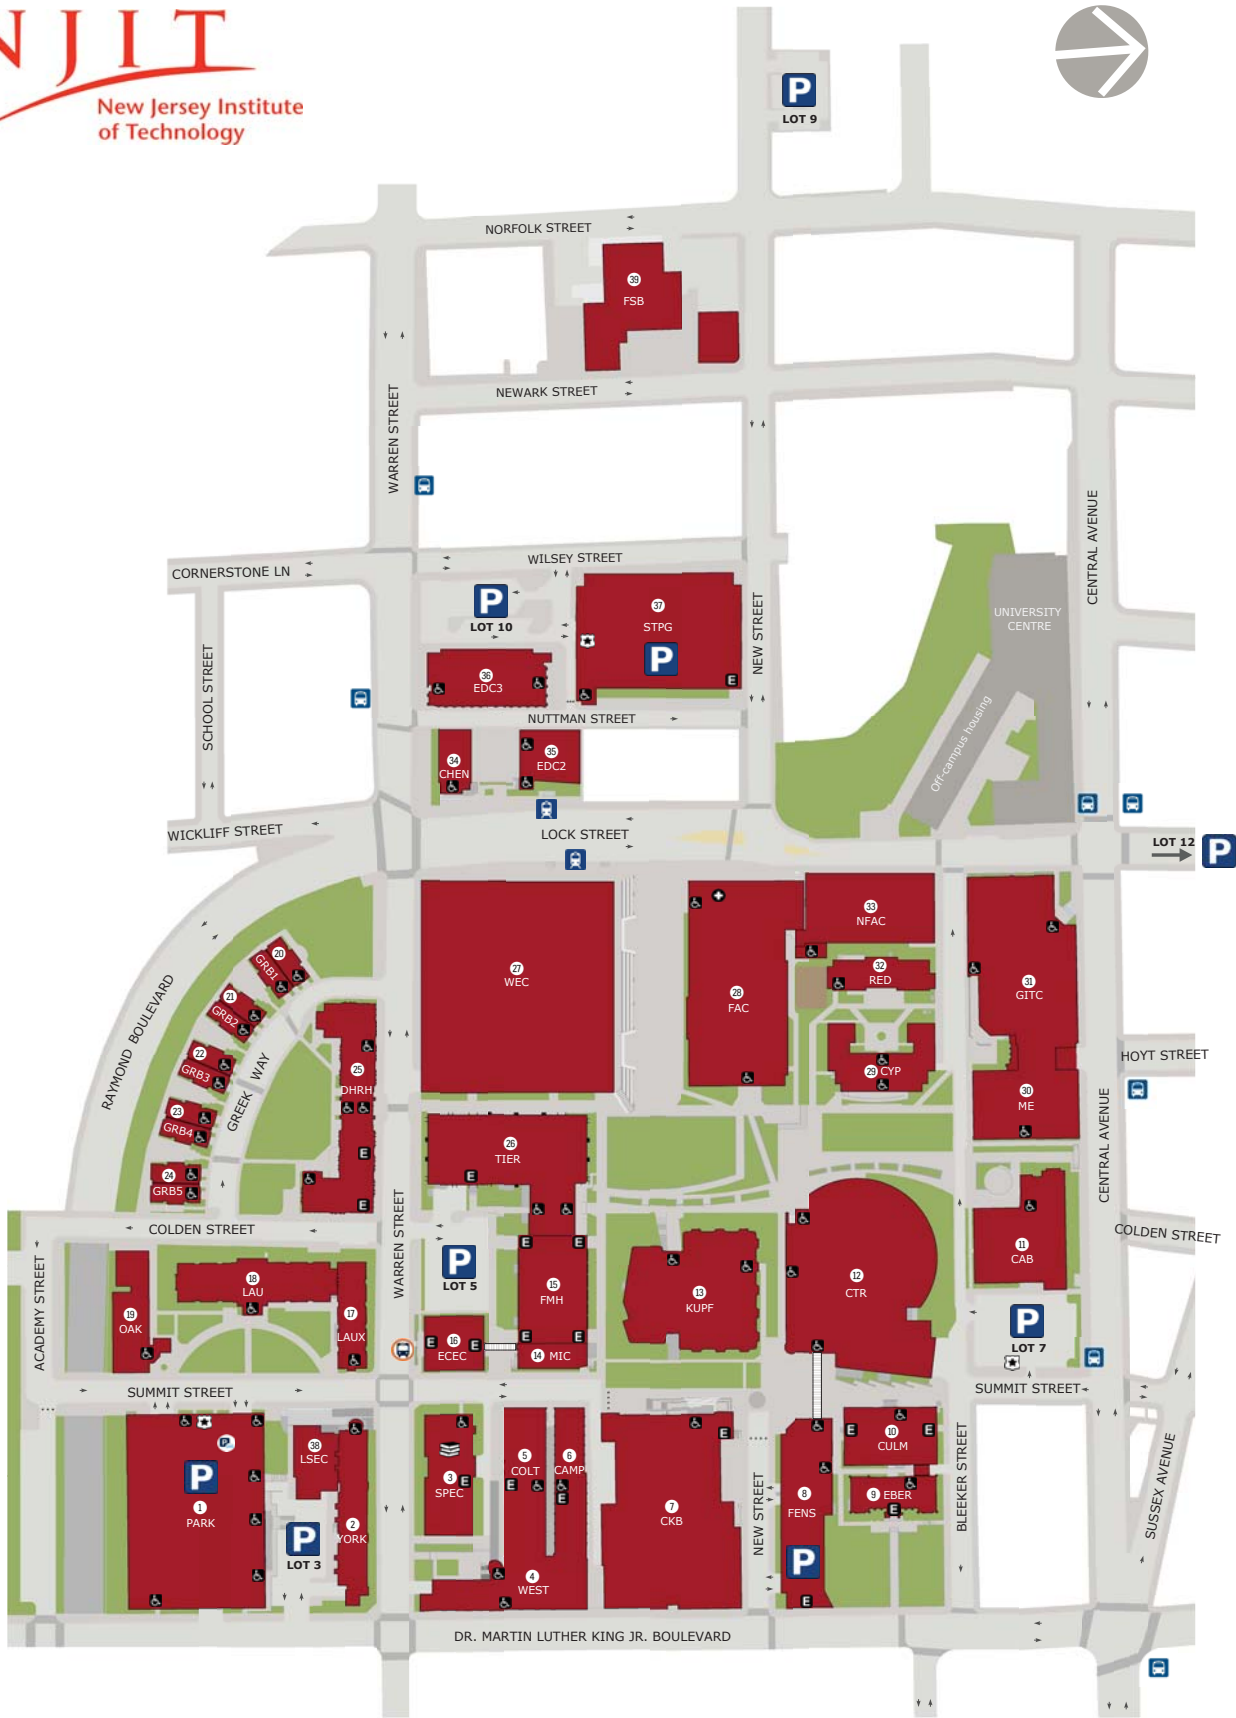 NJIT
New Jersey Institute
of Technology
P
LOT 9
NORFOLK STREET
39
FSB
NEWARK STREET
WARREN STREET
CENTRAL AVENUE
WILSEY STREET
CORNERSTONE LN
P
LOT 10
37
STPG
P
E
NEW STREET
UNIVERSITY
CENTRE
SCHOOL STREET
36
EDC3
NUTTMAN STREET
34
CHEN
35
EDC2
Off-campus housing
WICKLIFF STREET
LOCK STREET
LOT 12
P
33
NFAC
20
GRB1
27
WEC
32
RED
31
GITC
28
FAC
21
GRB2
RAYMOND BOULEVARD
22
GRB3
GREEK WAY
25
DHRH
29 CYP
HOYT STREET
30
ME
23
GRB4
CENTRAL AVENUE
26
TIER
E
E
24
GRB5
E
COLDEN STREET
WARREN STREET
COLDEN STREET
ACADEMY STREET
E
E
11
CAB
P
LOT 5
18
LAU
15
FMH
13
KUPF
12
CTR
19
OAK
17
LAUX
P
LOT 7
16
ECEC
E
E
E
E
14 MIC
SUMMIT STREET
SUMMIT STREET
P
P
1
PARK
38
LSEC
2
YORK
P
LOT 3
3
SPEC
E
5
COLT
E
6
CAMP
E
4
WEST
7
CKB
E
NEW STREET
8
FENS
P
E
10
CULM
E
E
9 EBER
E
BLEEKER STREET
SUSSEX AVENUE
DR. MARTIN LUTHER KING JR. BOULEVARD